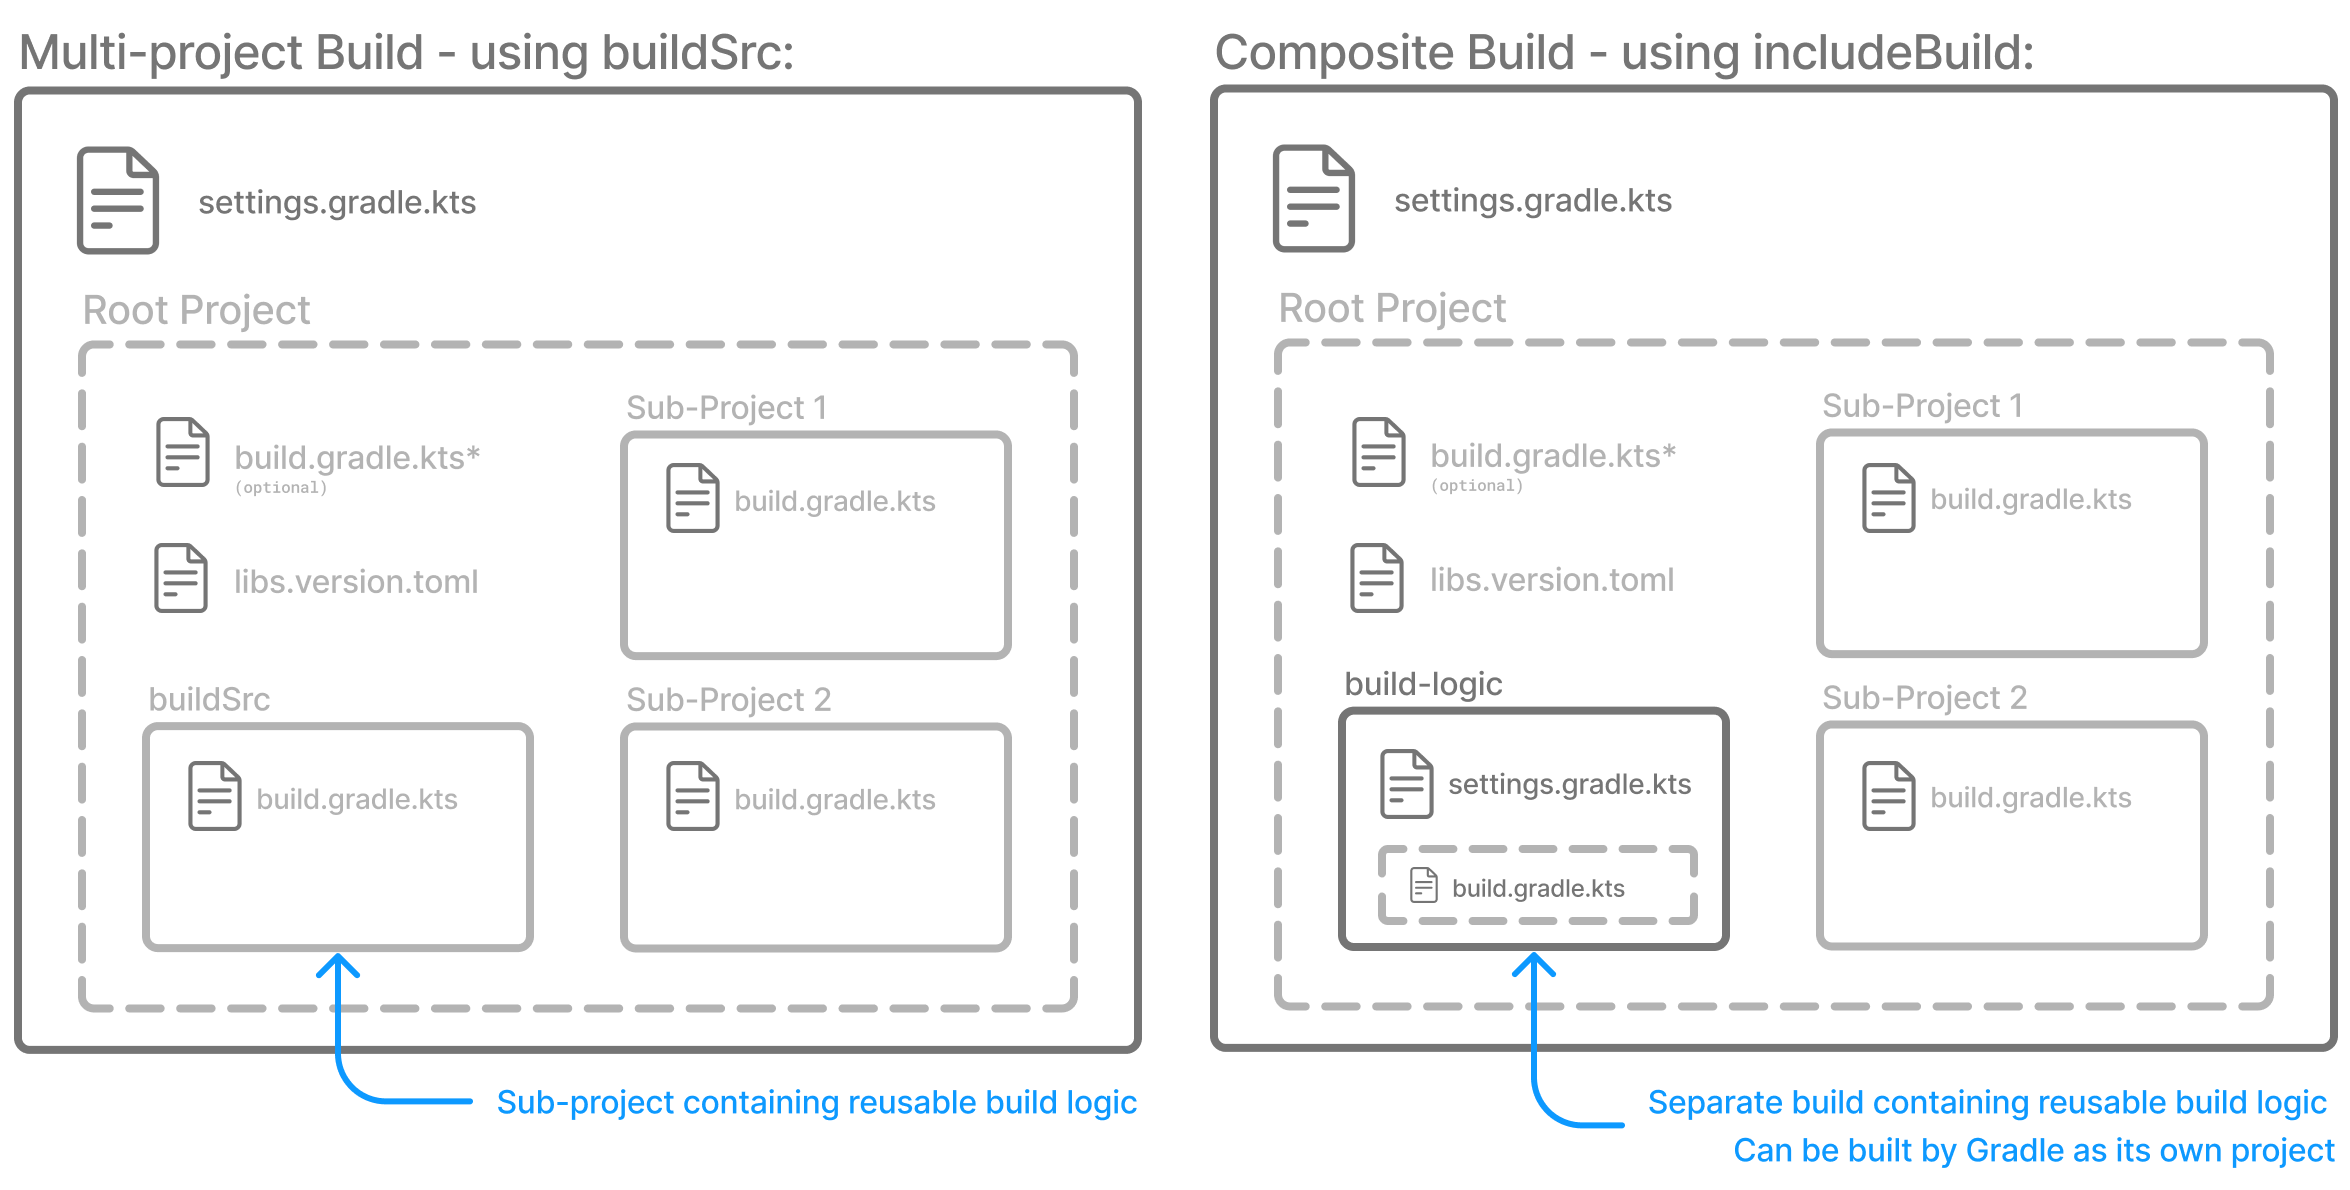 Multi-project Build - using buildSrc:
settings.gradle.kts
Root Project
build.gradle.kts*
(optional)
libs.version.toml
Sub-Project 1
build.gradle.kts
buildSrc
build.gradle.kts
Sub-Project 2
build.gradle.kts
Sub-project containing reusable build logic
Composite Build - using includeBuild:
settings.gradle.kts
Root Project
build.gradle.kts*
(optional)
libs.version.toml
Sub-Project 1
build.gradle.kts
build-logic
settings.gradle.kts
build.gradle.kts
Sub-Project 2
build.gradle.kts
Separate build containing reusable build logic
Can be built by Gradle as its own project